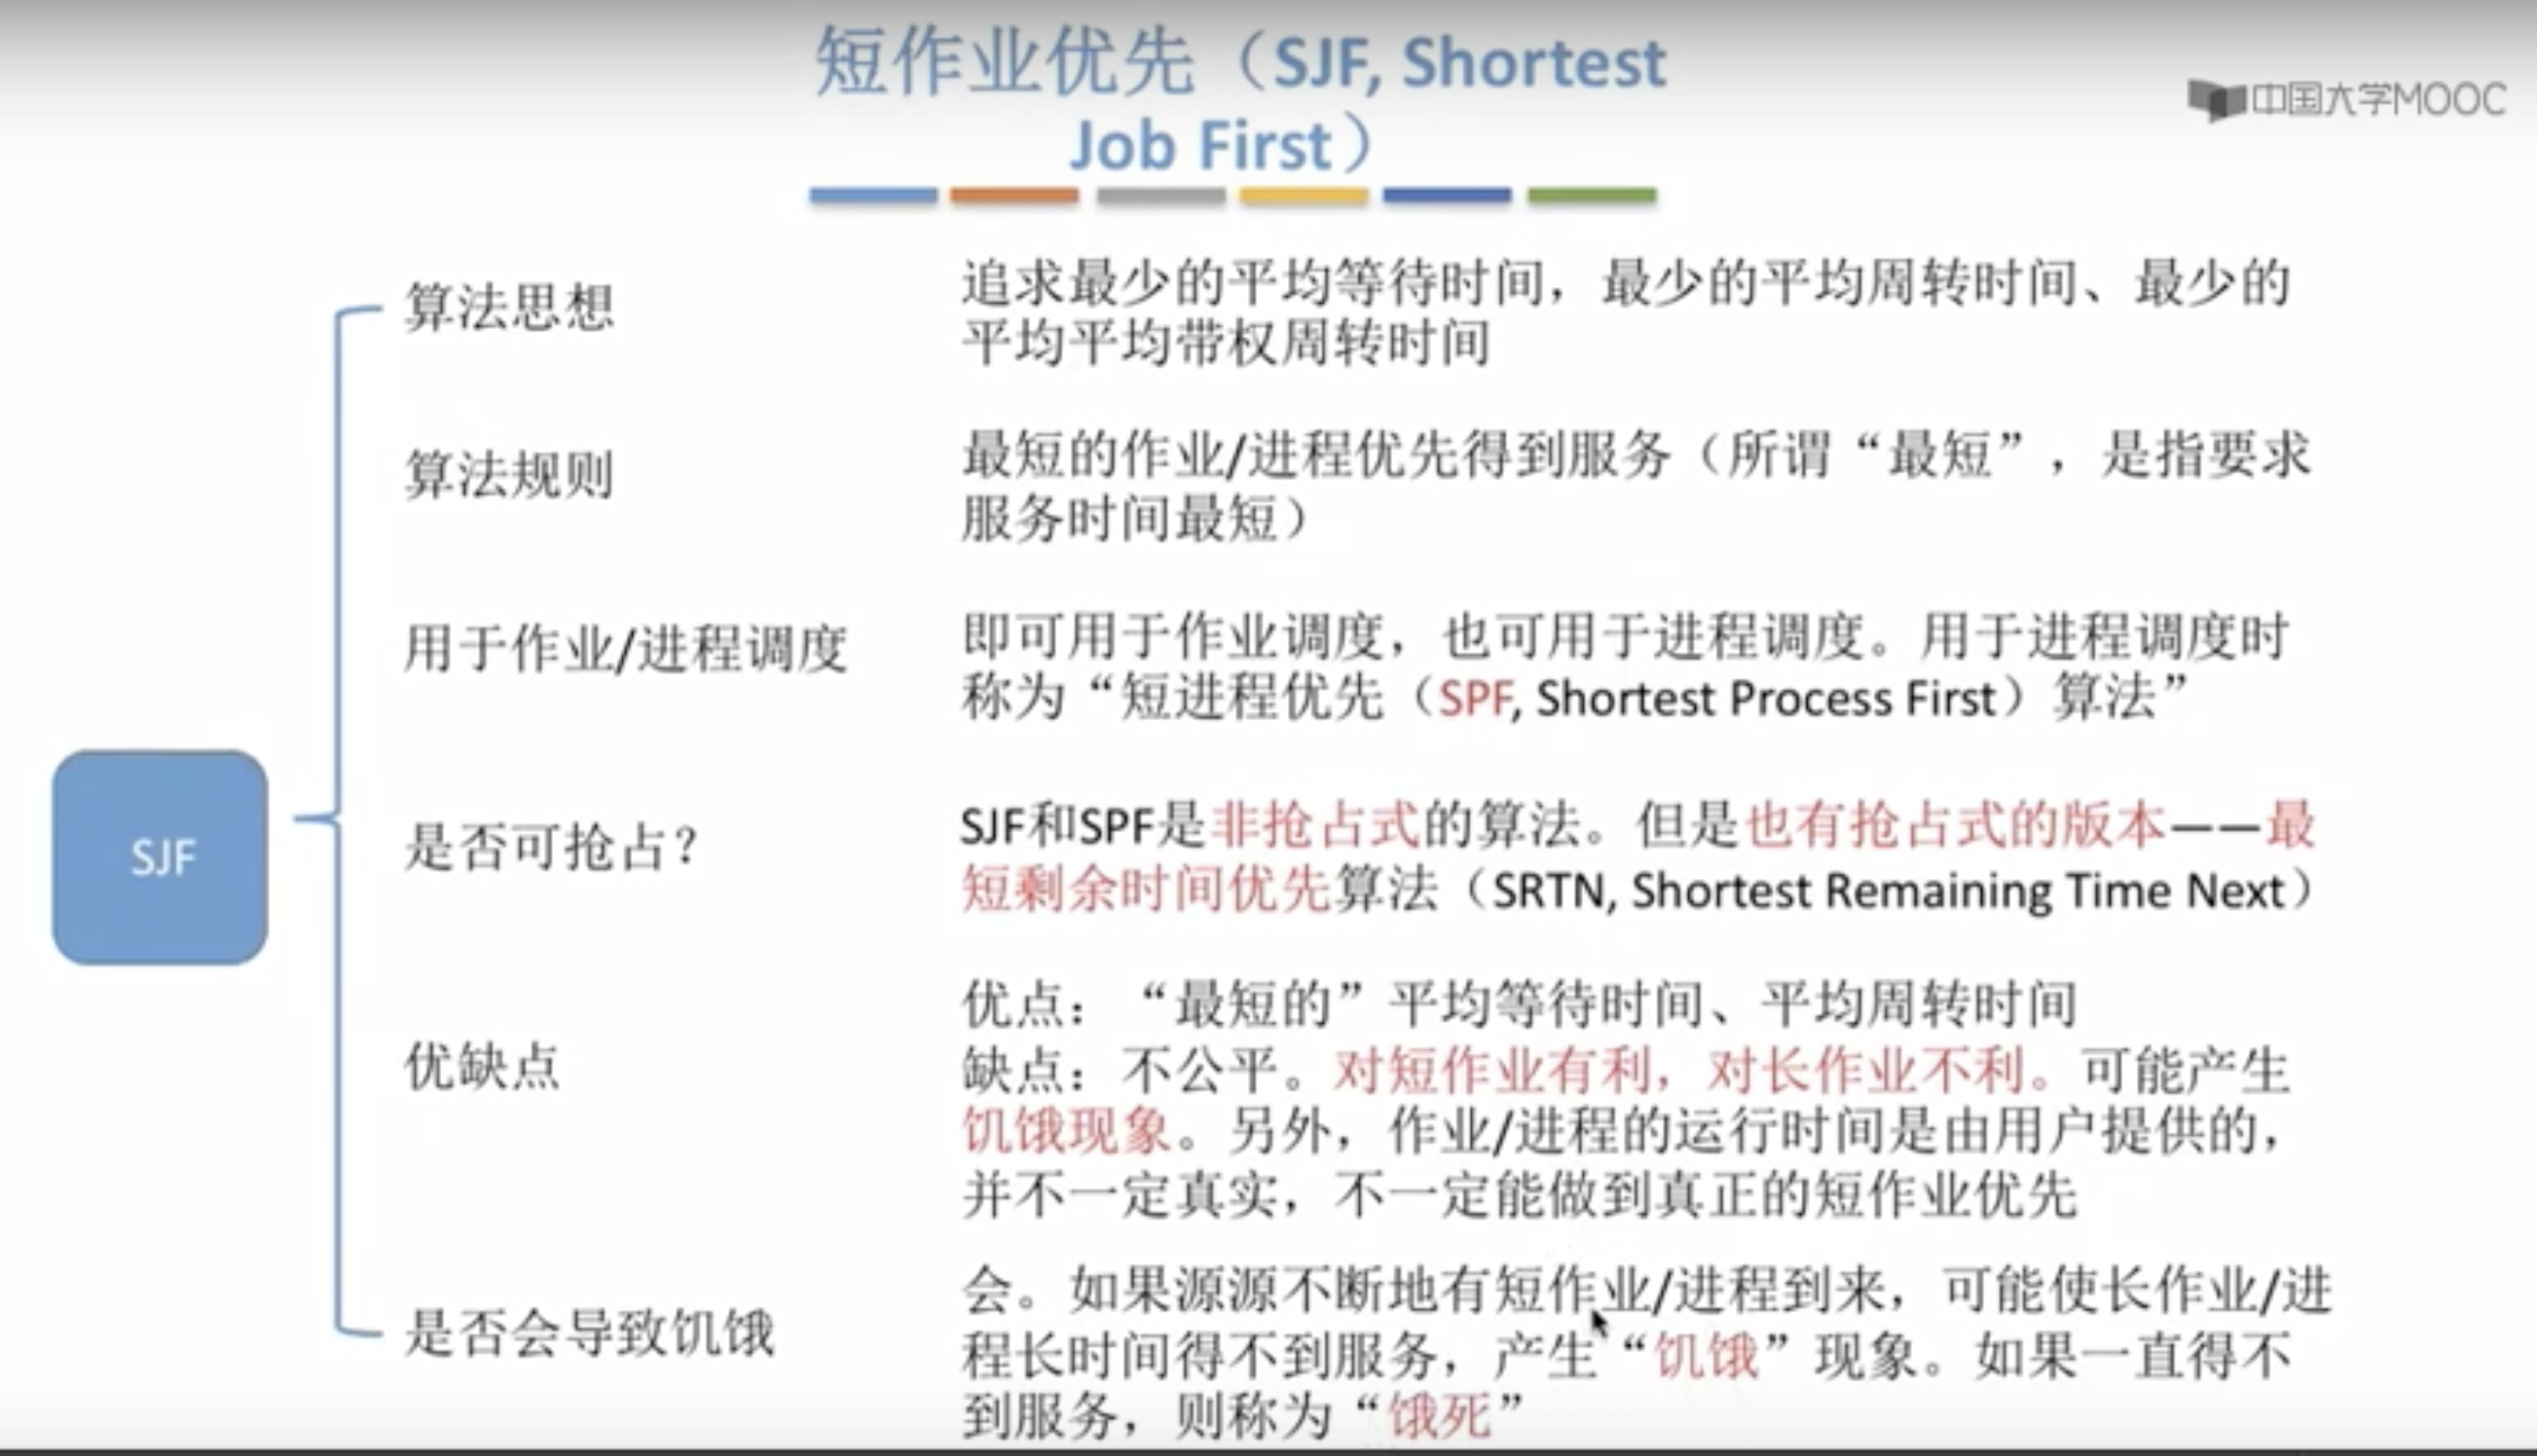 短作业优先（SJF, Shortest
Job First）
中国大学MOOC
算法思想
追求最少的平均等待时间，最少的平均周转时间、最少的
平均平均带权周转时间
算法规则
最短的作业/进程优先得到服务（所谓“最短”，是指要求
服务时间最短）
用于作业/进程调度
即可用于作业调度，也可用于进程调度。用于进程调度时
称为“短进程优先（SPF, Shortest Process First）算法”
SJF
是否可抢占？
SJF和SPF是非抢占式的算法。但是也有抢占式的版本——最
短剩余时间优先算法（SRTN, Shortest Remaining Time Next）
优缺点
优点：“最短的”平均等待时间、平均周转时间
缺点：不公平。对短作业有利，对长作业不利。可能产生
饥饿现象。另外，作业/进程的运行时间是由用户提供的，
并不一定真实，不一定能做到真正的短作业优先
是否会导致饥饿
会。如果源源不断地有短作业/进程到来，可能使长作业/进
程长时间得不到服务，产生“饥饿”现象。如果一直得不
到服务，则称为“饿死”